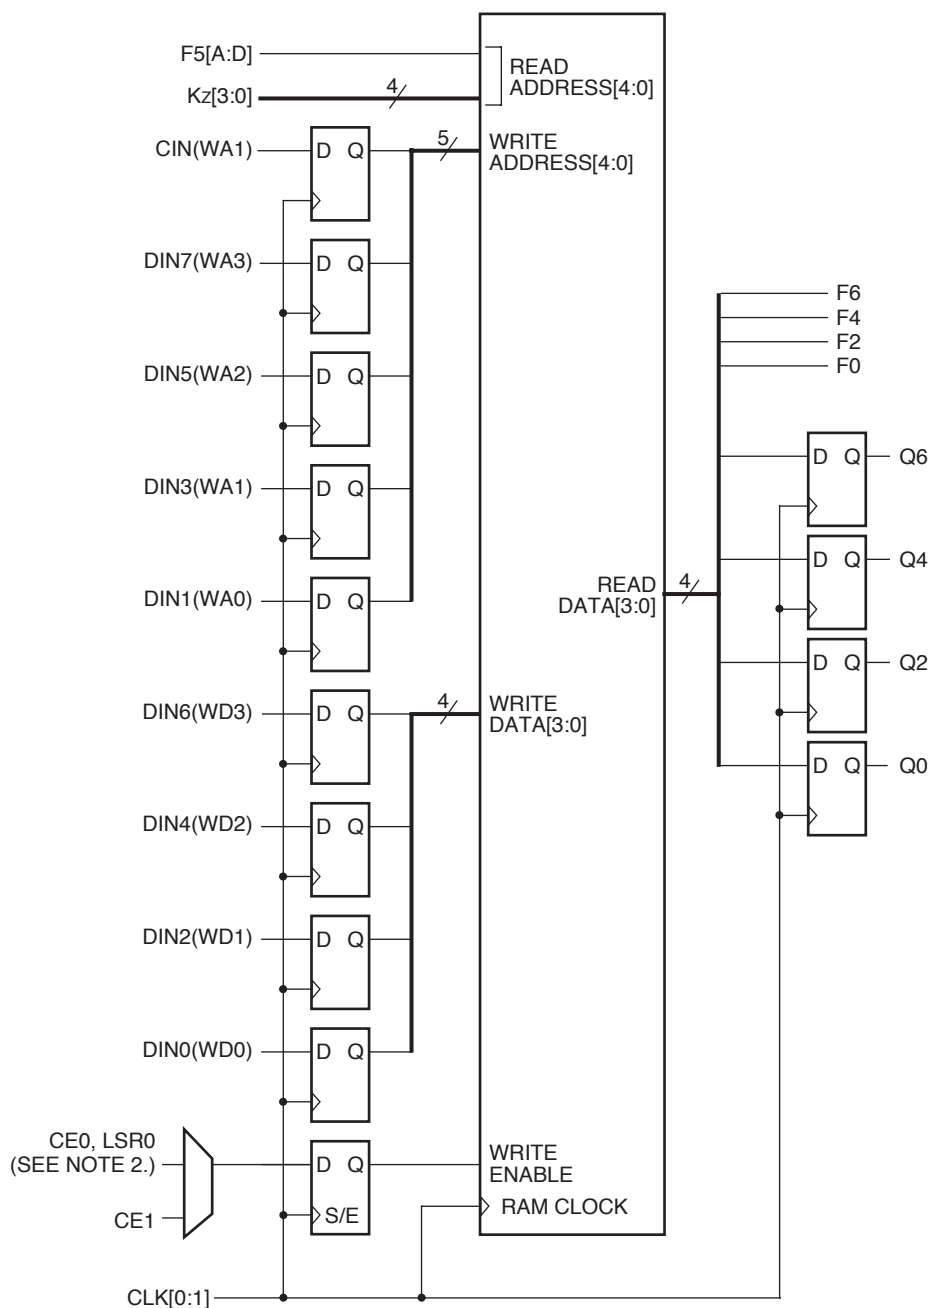 F5[A:D]
KZ[3:0]
4
READ
ADDRESS[4:0]
CIN(WA1)
D Q
5
WRITE
ADDRESS[4:0]
DIN7(WA3)
D Q
F6
F4
F2
F0
DIN5(WA2)
D Q
D Q
Q6
DIN3(WA1)
D Q
D Q
Q4
READ
DATA[3:0]
4
DIN1(WA0)
D Q
D Q
Q2
DIN6(WD3)
D Q
4
WRITE
DATA[3:0]
D Q
Q0
DIN4(WD2)
D Q
DIN2(WD1)
D Q
DIN0(WD0)
D Q
CE0, LSR0
(SEE NOTE 2.)
D Q
WRITE
ENABLE
CE1
S/E
RAM CLOCK
CLK[0:1]